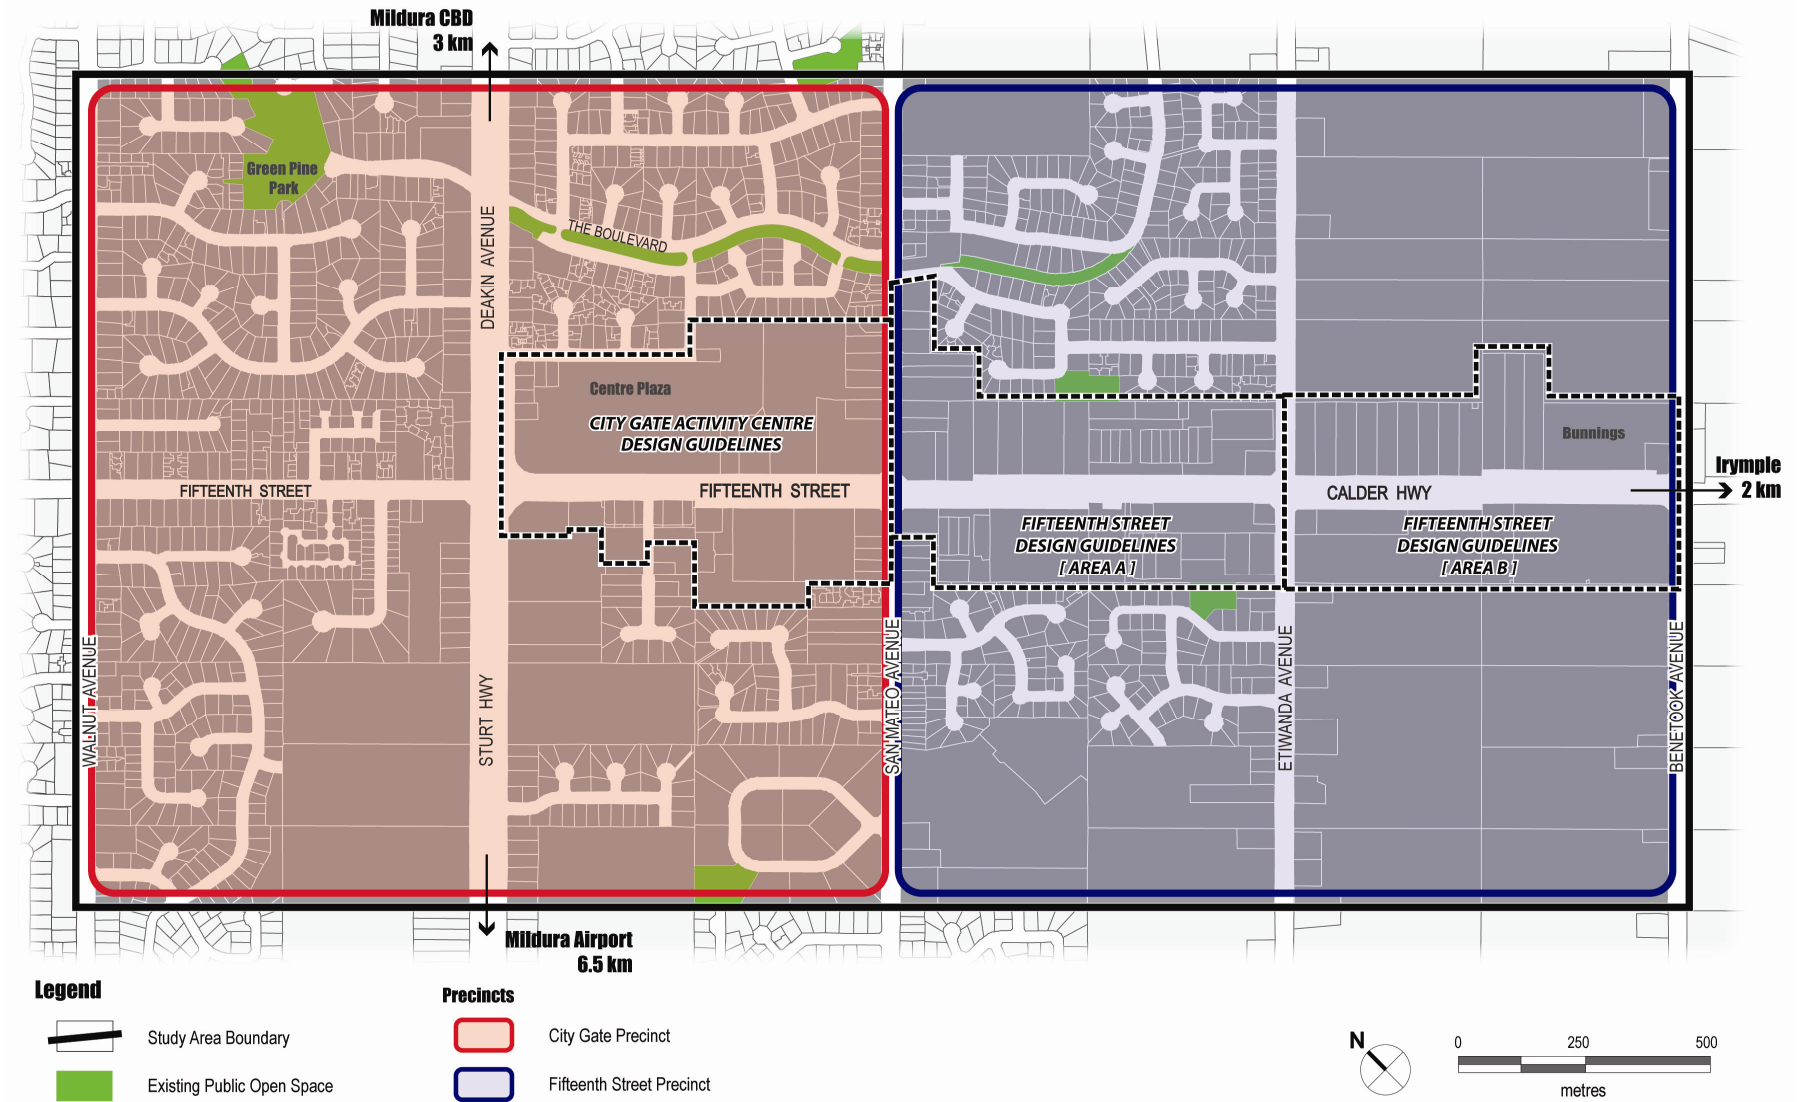 Mildura CBD
3 km
Green Pine
Park
DEAKIN AVENUE
THE BOULEVARD
Centre Plaza
CITY GATE ACTIVITY CENTRE
DESIGN GUIDELINES
Bunnings
FIFTEENTH STREET
FIFTEENTH STREET
CALDER HWY
Irymple
2 km
FIFTEENTH STREET
DESIGN GUIDELINES
[ AREA A ]
FIFTEENTH STREET
DESIGN GUIDELINES
[ AREA B ]
WALNUT AVENUE
STURT HWY
SAN MATEO AVENUE
ETIWANDA AVENUE
BENETOOK AVENUE
Mildura Airport
6.5 km
Legend
Study Area Boundary
Existing Public Open Space
Precincts
City Gate Precinct
Fifteenth Street Precinct
N
0 250 500
metres